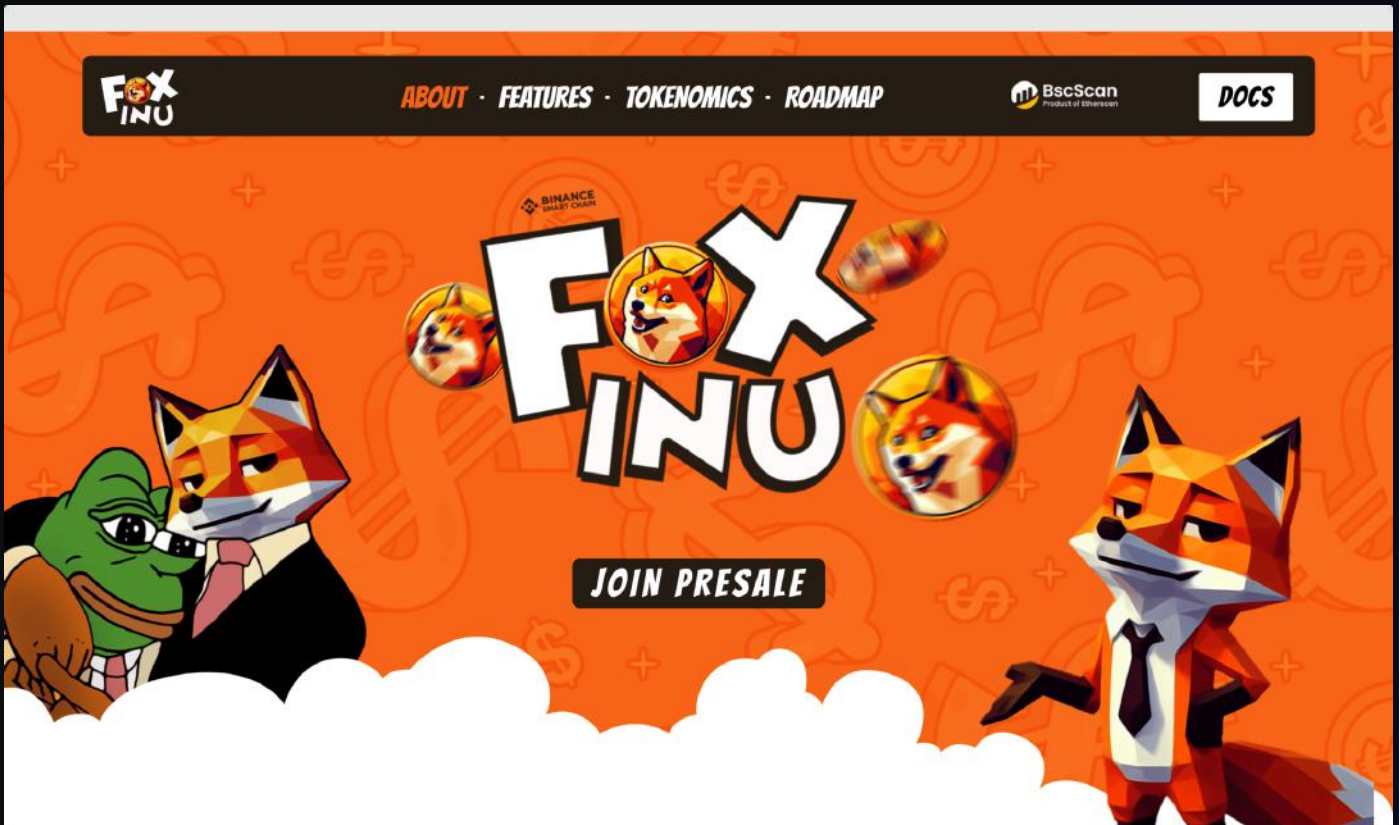 FOX
INU
ABOUT · FEATURES · TOKENOMICS · ROADMAP
BscScan
Product of Etherscan
DOCS
BINANCE
SMART CHAIN
FOX
INU
JOIN PRESALE